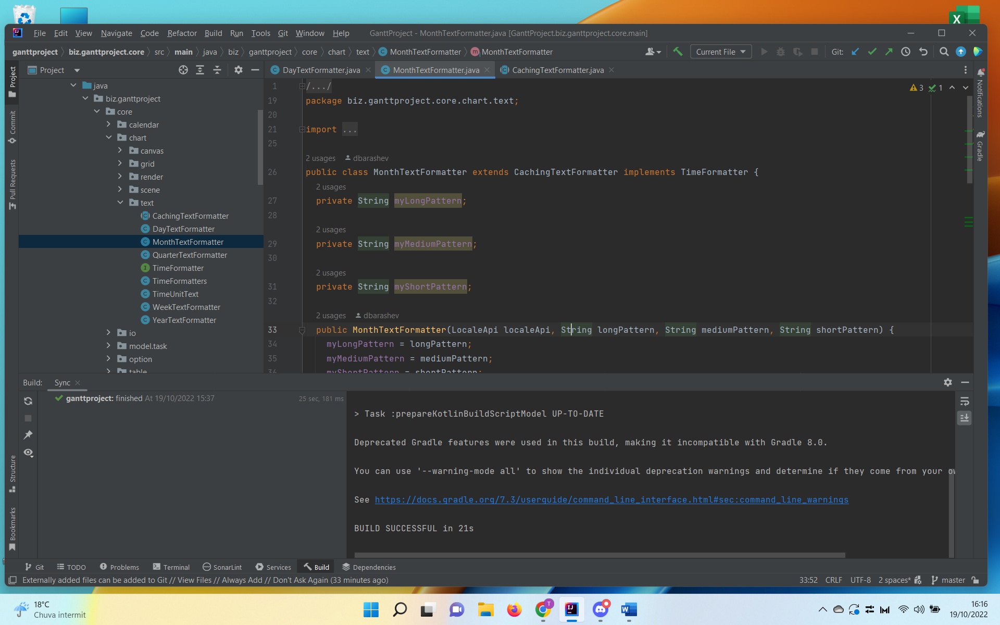 File Edit View Navigate Code Refactor Build Run Tools Git Window Help GanttProject - MonthTextFormatter.java [GanttProject.biz.ganttproject.core.main]
ganttproject biz.ganttproject.core src main java biz ganttproject core chart text MonthTextFormatter MonthTextFormatter Current File Git:
Project
DayTextFormatter.java MonthTextFormatter.java CachingTextFormatter.java
Project
Commit
Pull Requests
Structure
Bookmarks
java
biz.ganttproject
core
calendar
chart
canvas
grid
render
scene
text
CachingTextFormatter
DayTextFormatter
MonthTextFormatter
QuarterTextFormatter
TimeFormatter
TimeFormatters
TimeUnitText
WeekTextFormatter
YearTextFormatter
io
model.task
option
table
3 1
1 /.../
19 package biz.ganttproject.core.chart.text;
20
21 import ...
25
2 usages dbarashev
26 public class MonthTextFormatter extends CachingTextFormatter implements TimeFormatter {
2 usages
27 private String myLongPattern;
28
2 usages
29 private String myMediumPattern;
30
2 usages
31 private String myShortPattern;
32
2 usages dbarashev
33 public MonthTextFormatter(LocaleApi localeApi, String longPattern, String mediumPattern, String shortPattern) {
34 myLongPattern = longPattern;
35 myMediumPattern = mediumPattern;
36 myShortPattern = shortPattern;
Notifications
Gradle
Build: Sync
ganttproject: finished At 19/10/2022 15:37 25 sec, 181 ms
> Task :prepareKotlinBuildScriptModel UP-TO-DATE
Deprecated Gradle features were used in this build, making it incompatible with Gradle 8.0.
You can use '--warning-mode all' to show the individual deprecation warnings and determine if they come from your
See https://docs.gradle.org/7.3/userguide/command_line_interface.html#sec:command_line_warnings
BUILD SUCCESSFUL in 21s
Git TODO Problems Terminal SonarLint Services Build Dependencies
Externally added files can be added to Git // View Files // Always Add // Don't Ask Again (33 minutes ago) 33:52 CRLF UTF-8 2 spaces* master
18°C
Chuva intermit
16:16
19/10/2022